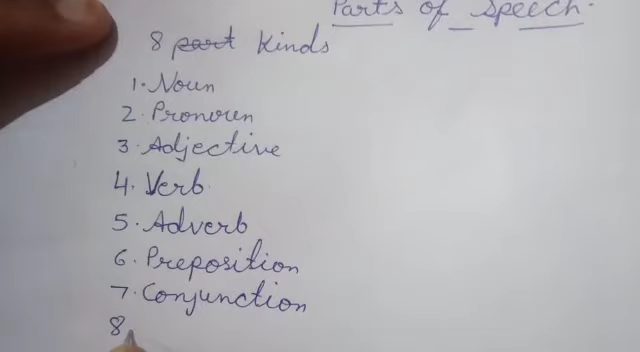 Parts of Speech.
8 part Kinds
1. Noun
2. Pronoun
3. Adjective
4. Verb.
5. Adverb
6. Preposition
7. Conjunction
8